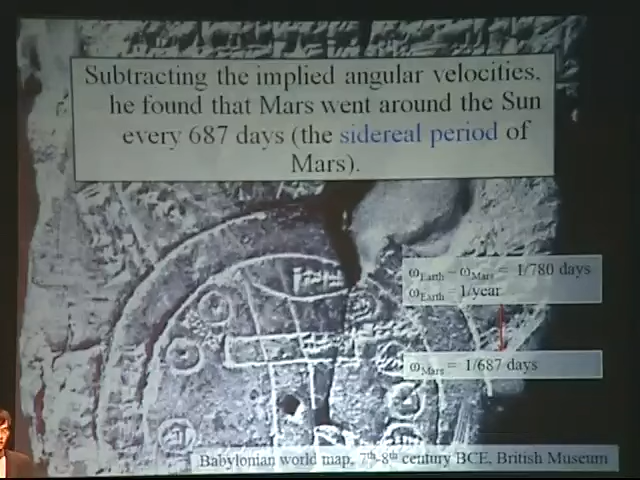 Subtracting the implied angular velocities,
he found that Mars went around the Sun
every 687 days (the sidereal period of
Mars).
ωEarth – ωMars = 1/780 days
ωEarth = 1/year
ωMars = 1/687 days
Babylonian world map, 7th-8th century BCE, British Museum